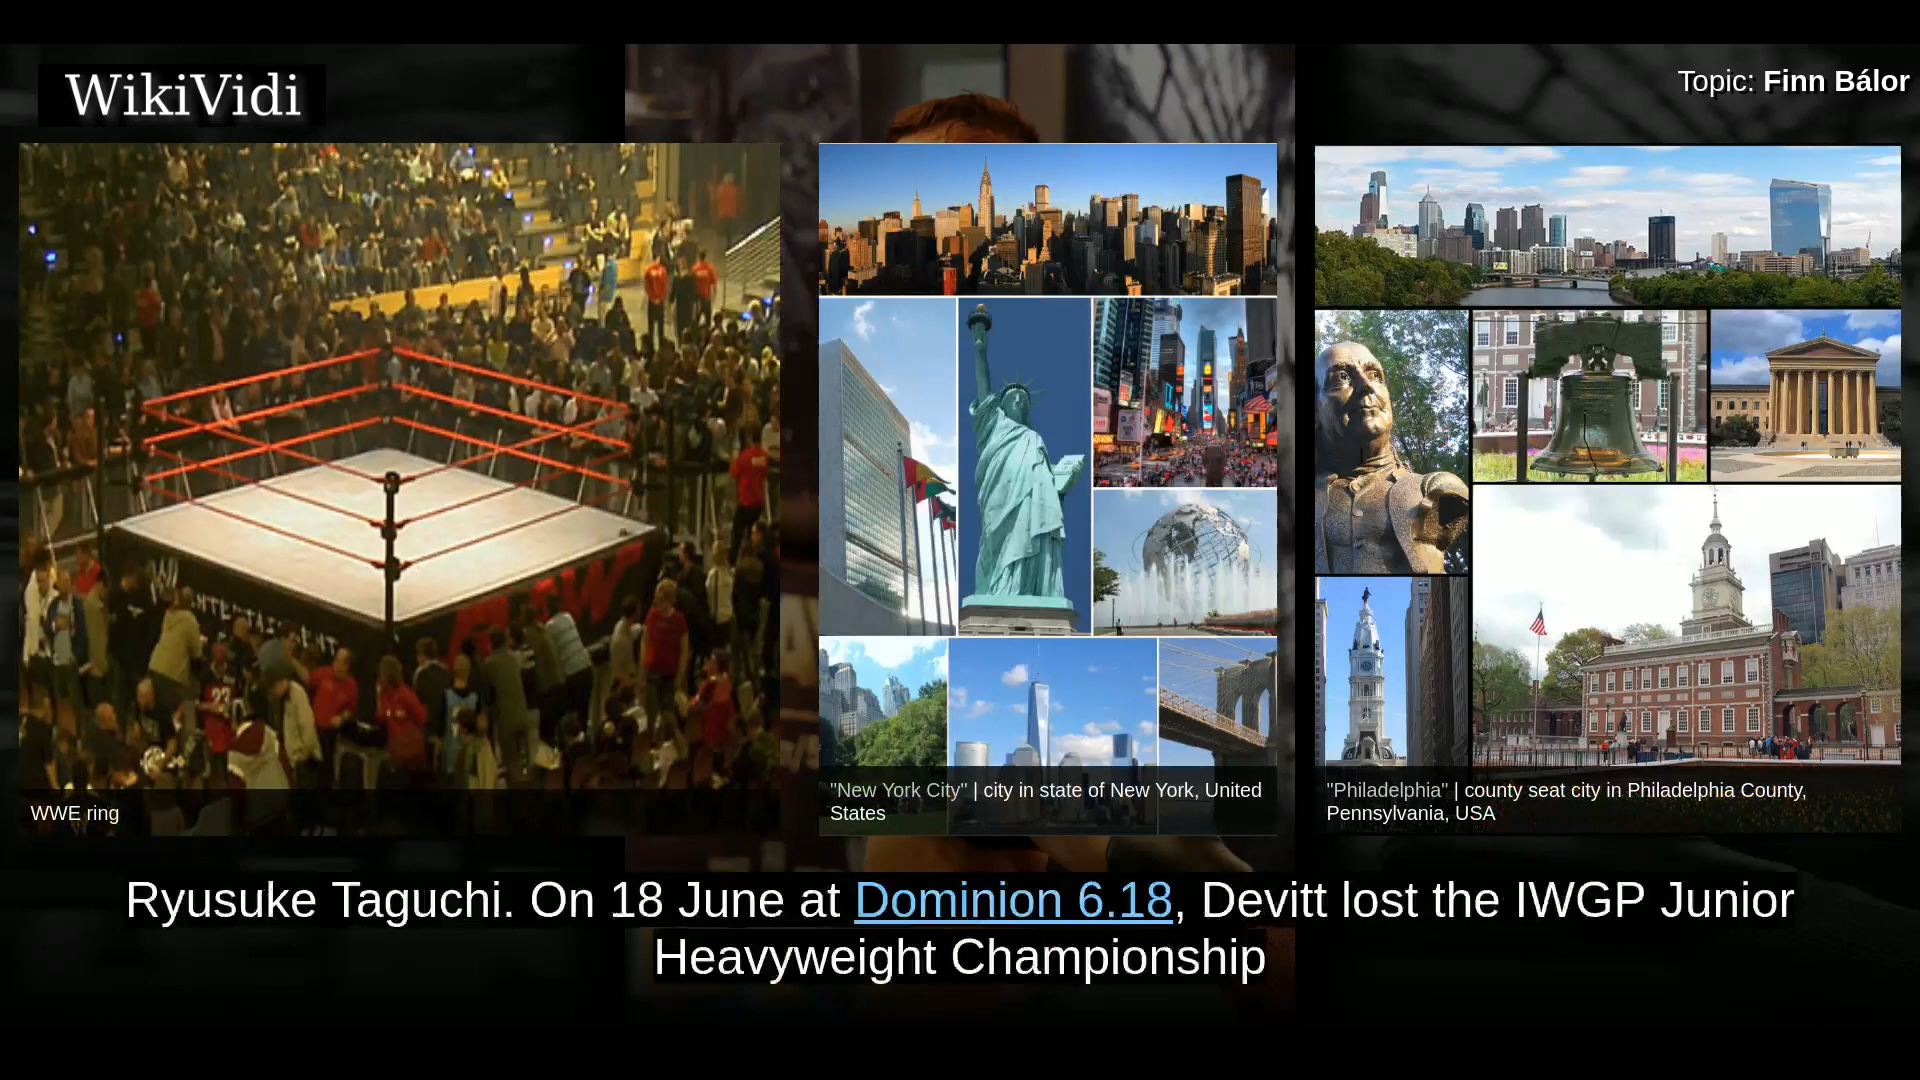 WikiVidi
Topic: Finn Bálor
WWE ring
"New York City" | city in state of New York, United
States
"Philadelphia" | county seat city in Philadelphia County,
Pennsylvania, USA
Ryusuke Taguchi. On 18 June at Dominion 6.18, Devitt lost the IWGP Junior
Heavyweight Championship